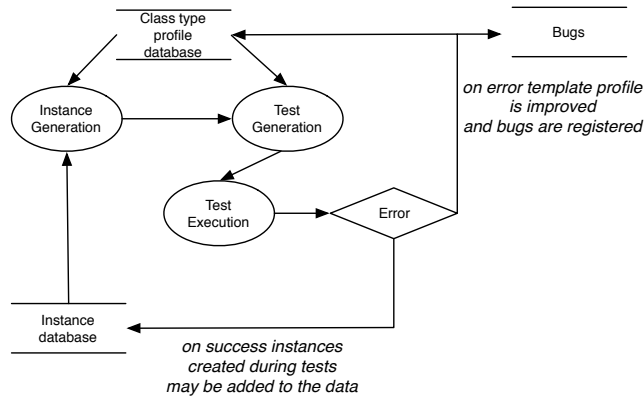 Class type
profile
database
Bugs
Instance
Generation
Test
Generation
on error template profile
is improved
and bugs are registered
Test
Execution
Error
Instance
database
on success instances
created during tests
may be added to the data